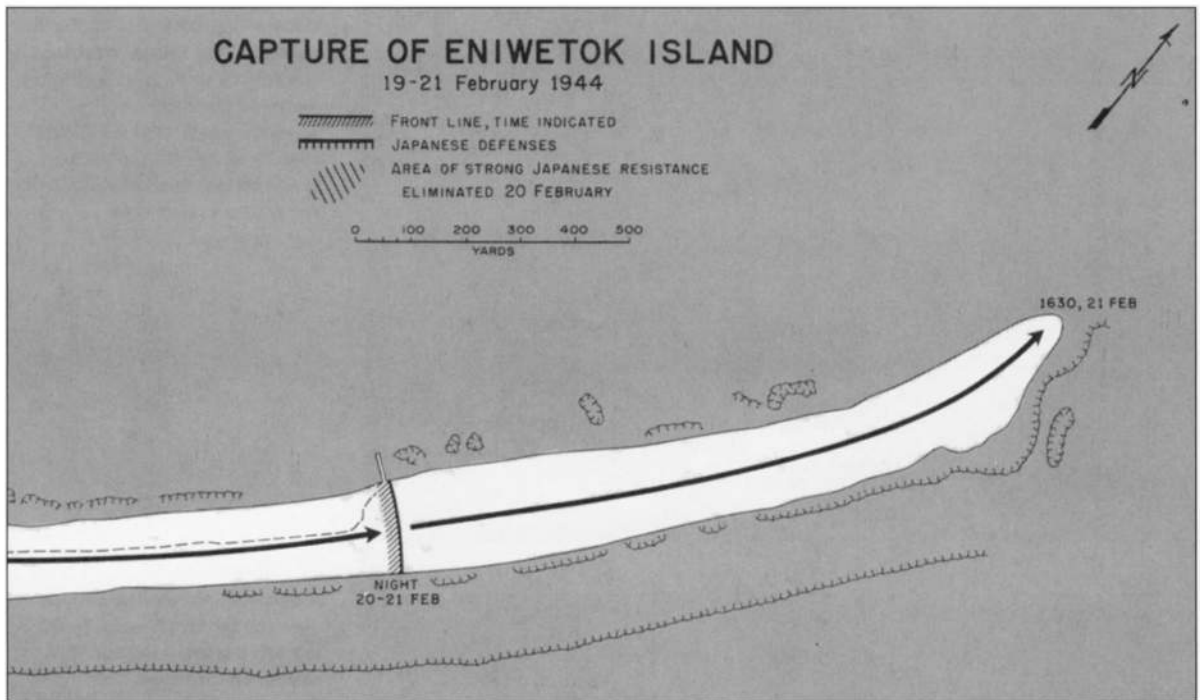 CAPTURE OF ENIWETOK ISLAND
19-21 February 1944
FRONT LINE, TIME INDICATED
JAPANESE DEFENSES
AREA OF STRONG JAPANESE RESISTANCE
ELIMINATED 20 FEBRUARY
0 100 200 300 400 500
YARDS
N
1630, 21 FEB
NIGHT
20-21 FEB